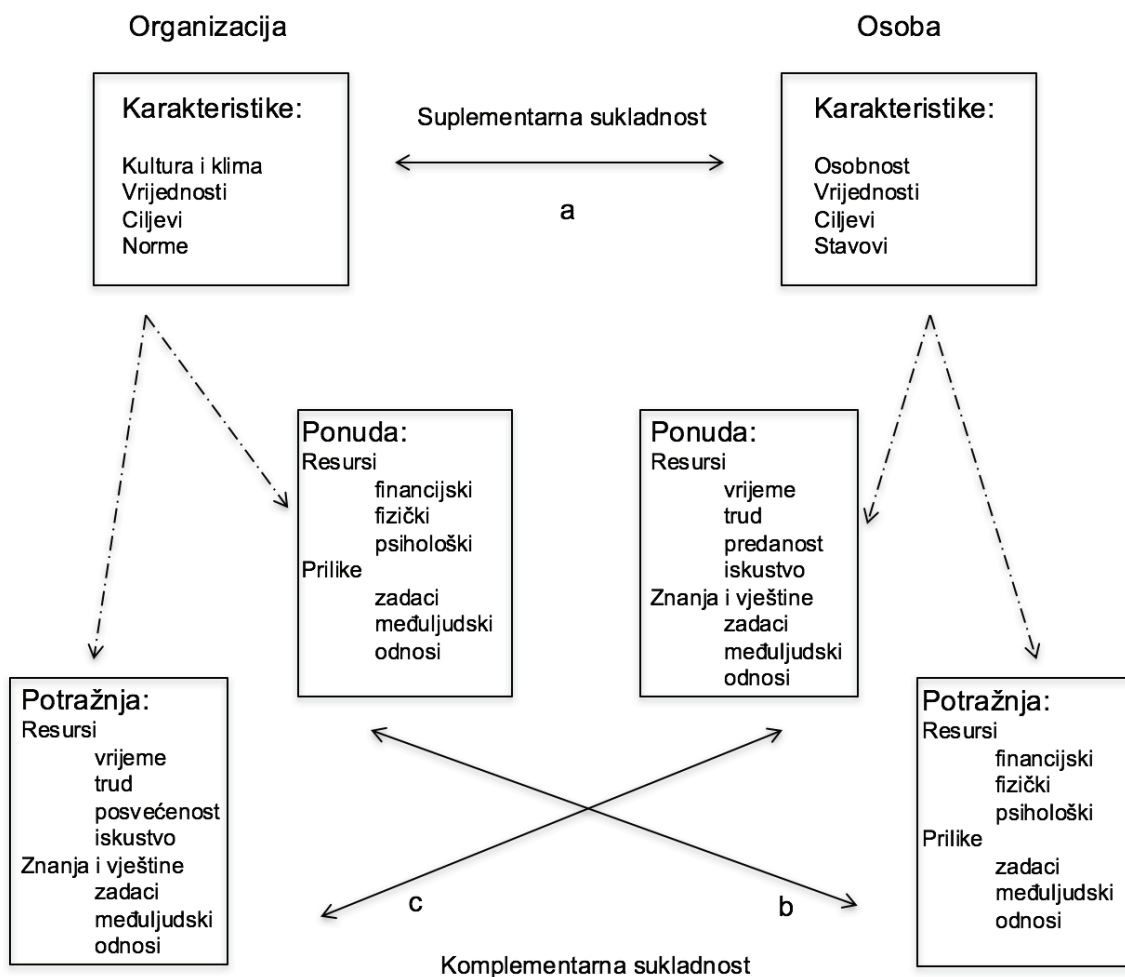 Organizacija
Osoba
Karakteristike:
Kultura i klima
Vrijednosti
Ciljevi
Norme
Suplementarna sukladnost
a
Karakteristike:
Osobnost
Vrijednosti
Ciljevi
Stavovi
Ponuda:
Resursi
financijski
fizički
psihološki
Prilike
zadaci
međuljudski
odnosi
Ponuda:
Resursi
vrijeme
trud
predanost
iskustvo
Znanja i vještine
zadaci
međuljudski
odnosi
Potražnja:
Resursi
vrijeme
trud
posvećenost
iskustvo
Znanja i vještine
zadaci
međuljudski
odnosi
Potražnja:
Resursi
financijski
fizički
psihološki
Prilike
zadaci
međuljudski
odnosi
c
b
Komplementarna sukladnost